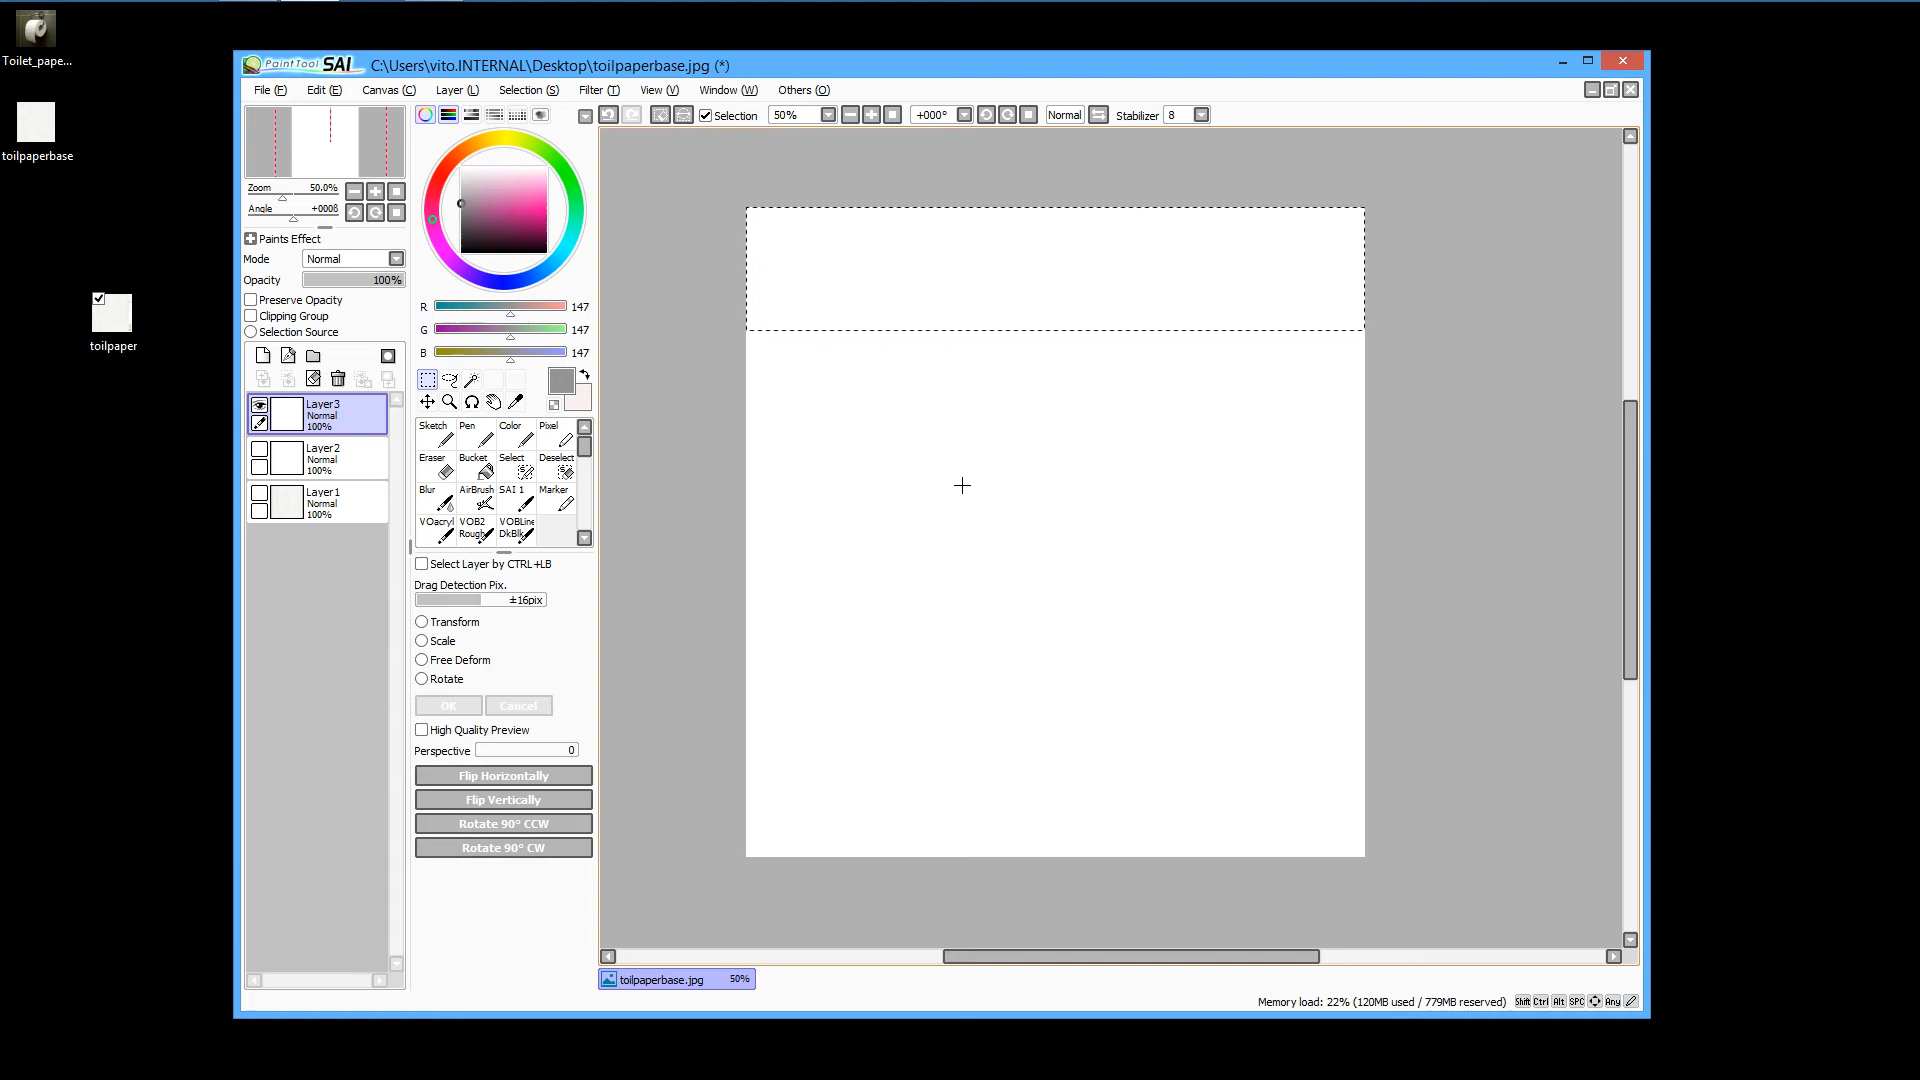 Toilet_pape...
toilpaperbase
toilpaper
PaintTool SAI
C:\Users\vito.INTERNAL\Desktop\toilpaperbase.jpg (*)
File (F) Edit (E) Canvas (C) Layer (L) Selection (S) Filter (T) View (V) Window (W) Others (O)
Selection 50% +000° Normal Stabilizer 8
Zoom 50.0%
Angle +000ß
Paints Effect
Mode Normal
Opacity 100%
Preserve Opacity
Clipping Group
Selection Source
Layer3
Normal
100%
Layer2
Normal
100%
Layer1
Normal
100%
R 147
G 147
B 147
Sketch Pen Color Pixel
Eraser Bucket Select Deselect
Blur AirBrush SAI 1 Marker
VOacryl VOB2 Rough VOBLine DkBlk
Select Layer by CTRL+LB
Drag Detection Pix.
±16pix
Transform
Scale
Free Deform
Rotate
OK Cancel
High Quality Preview
Perspective 0
Flip Horizontally
Flip Vertically
Rotate 90° CCW
Rotate 90° CW
toilpaperbase.jpg 50%
Memory load: 22% (120MB used / 779MB reserved) Shift Ctrl Alt SPC Any